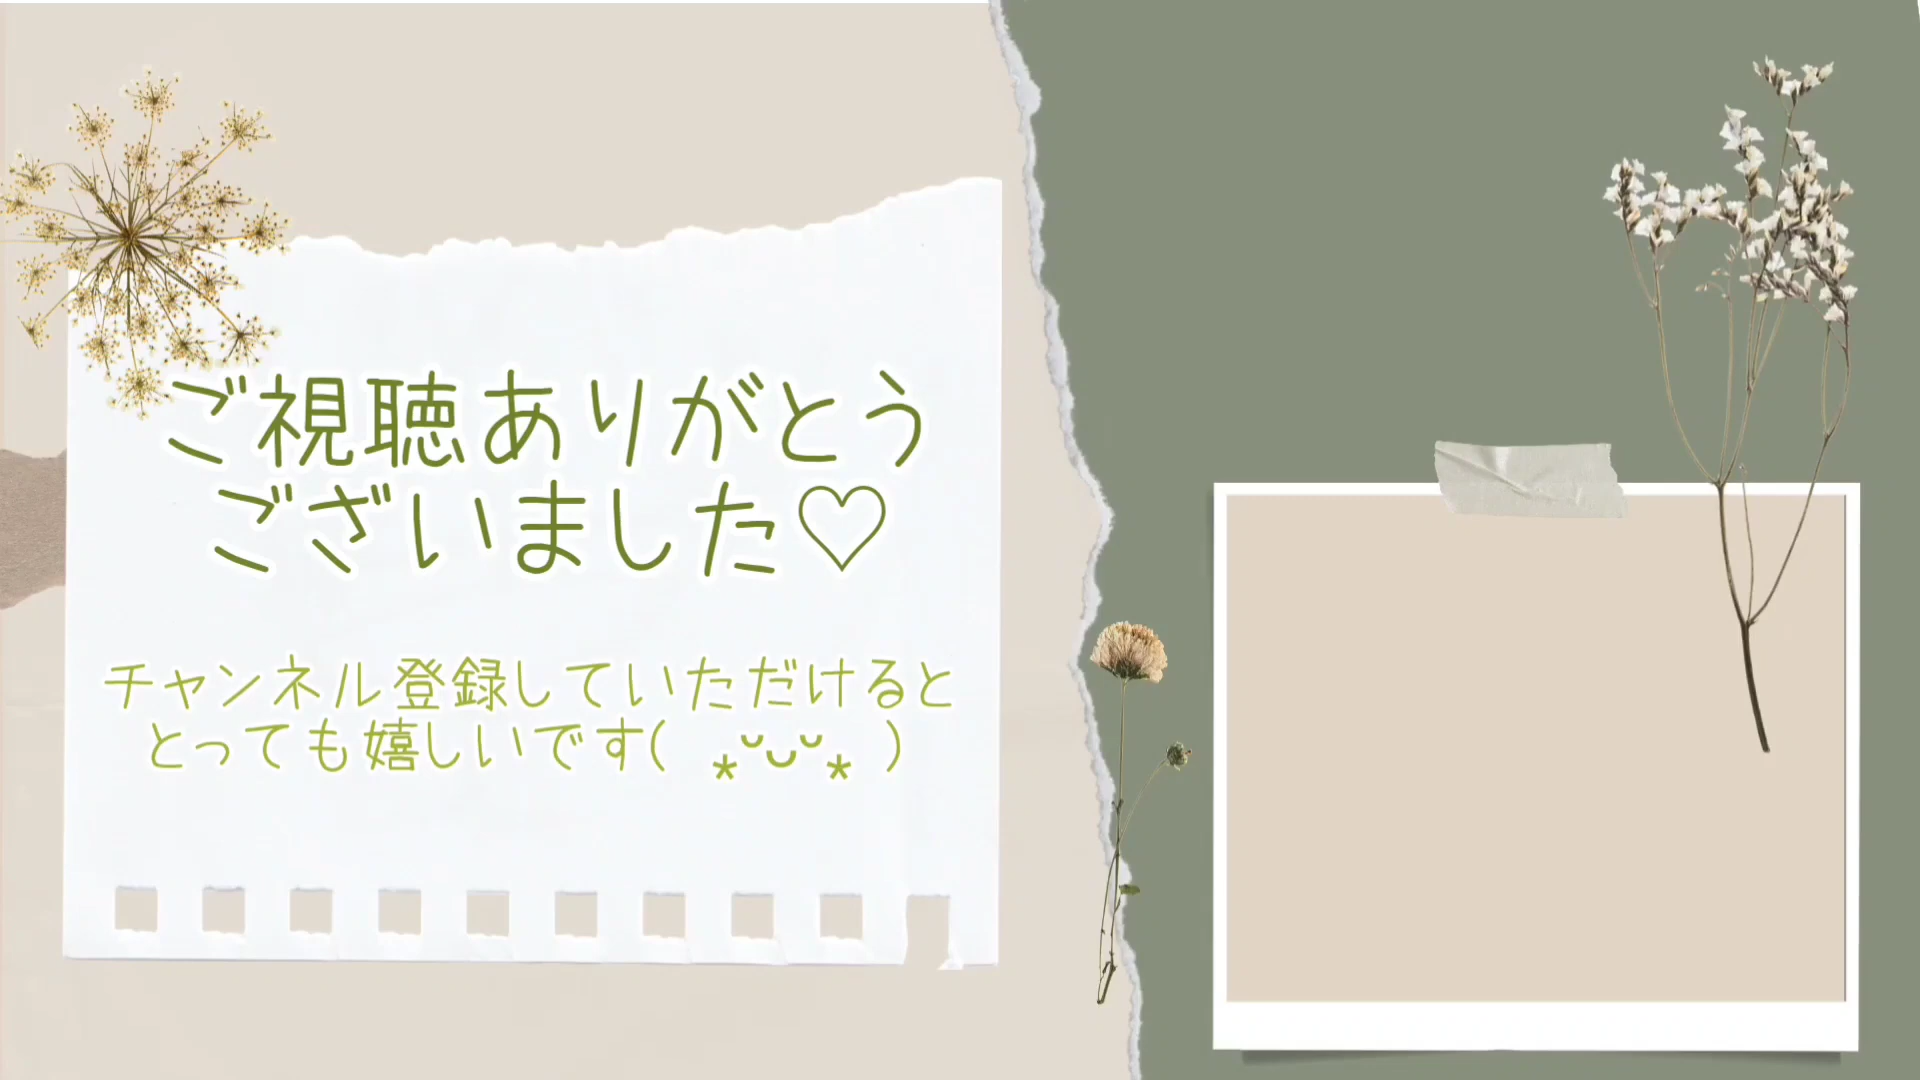 ご視聴ありがとう
ございました♡
チャンネル登録していただけると
とっても嬉しいです( ⁎ᵕᴗᵕ⁎ )